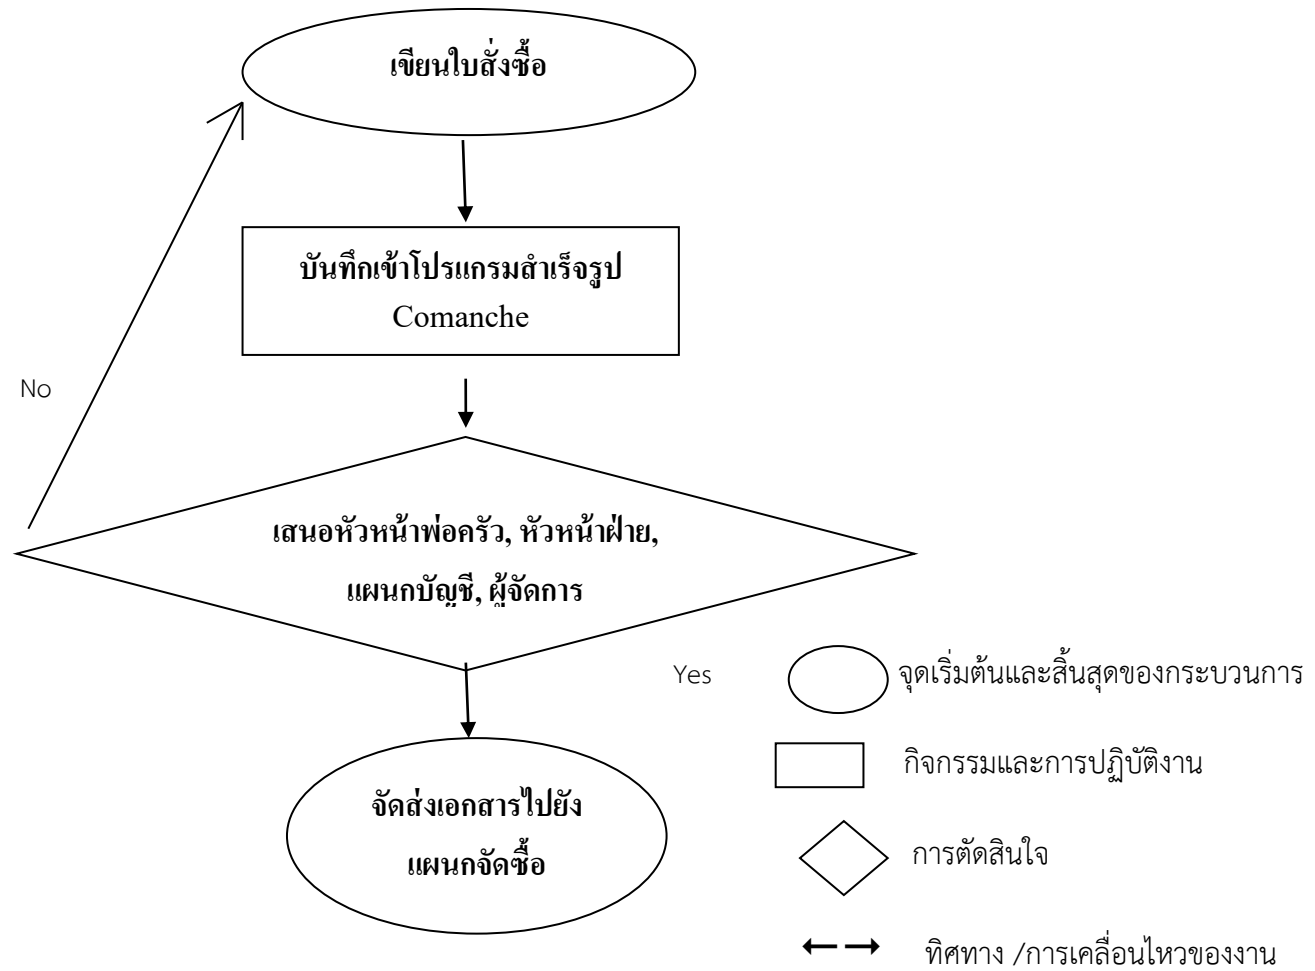 เขียนใบสั่งซื้อ
บันทึกเข้าโปรแกรมสำเร็จรูป
Comanche
No
เสนอหัวหน้าพ่อครัว, หัวหน้าฝ่าย,
แผนกบัญชี, ผู้จัดการ
Yes
จัดส่งเอกสารไปยัง
แผนกจัดซื้อ
จุดเริ่มต้นและสิ้นสุดของกระบวนการ
กิจกรรมและการปฏิบัติงาน
การตัดสินใจ
ทิศทาง /การเคลื่อนไหวของงาน